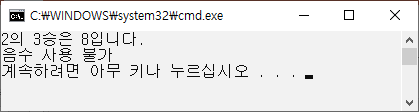 C:₩WINDOWS₩system32₩cmd.exe
2의 3승은 8입니다.
음수 사용 불가
계속하려면 아무 키나 누르십시오 . . .